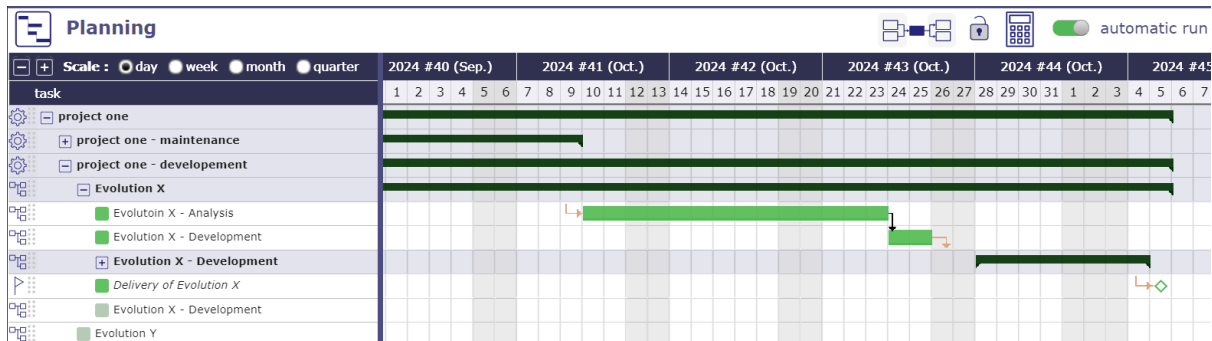 Planning automatic run
Scale : day week month quarter 2024 #40 (Sep.) 2024 #41 (Oct.) 2024 #42 (Oct.) 2024 #43 (Oct.) 2024 #44 (Oct.) 2024 #45
task 1 2 3 4 5 6 7 8 9 10 11 12 13 14 15 16 17 18 19 20 21 22 23 24 25 26 27 28 29 30 31 1 2 3 4 5 6 7
project one
project one - maintenance
project one - developement
Evolution X
Evolutoin X - Analysis
Evolution X - Development
Evolution X - Development
Delivery of Evolution X
Evolution X - Development
Evolution Y